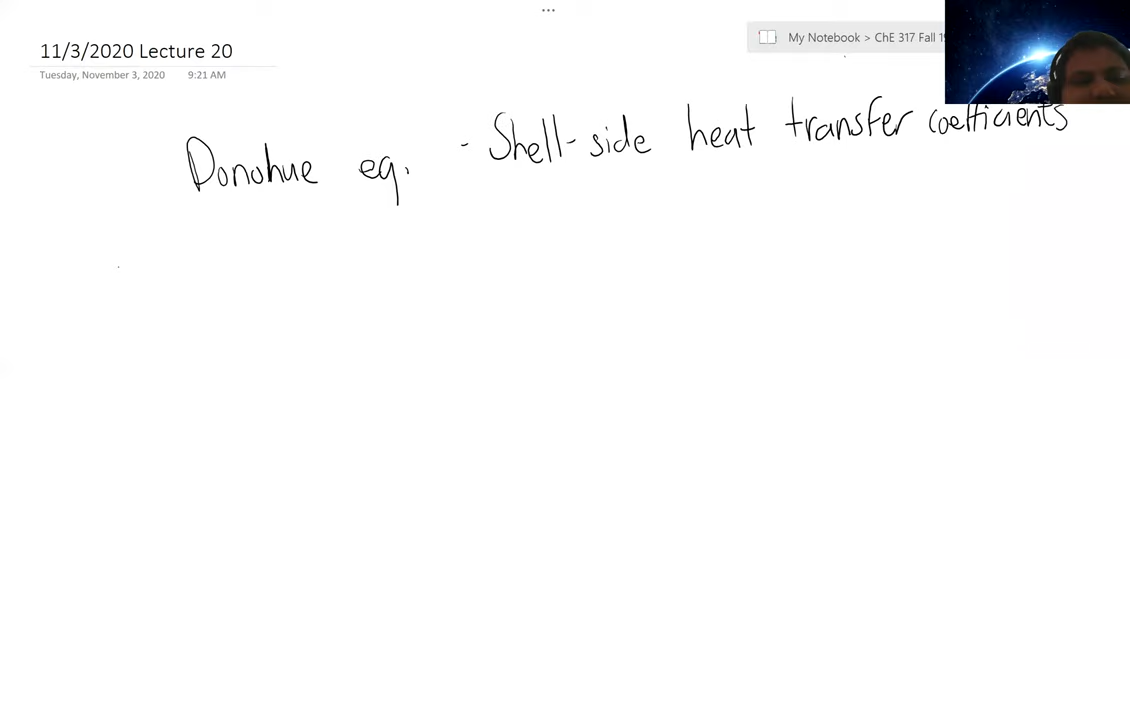 11/3/2020 Lecture 20
Tuesday, November 3, 2020 9:21 AM
My Notebook > ChE 317 Fall 19
Donohue eq. - Shell-side heat transfer coefficients